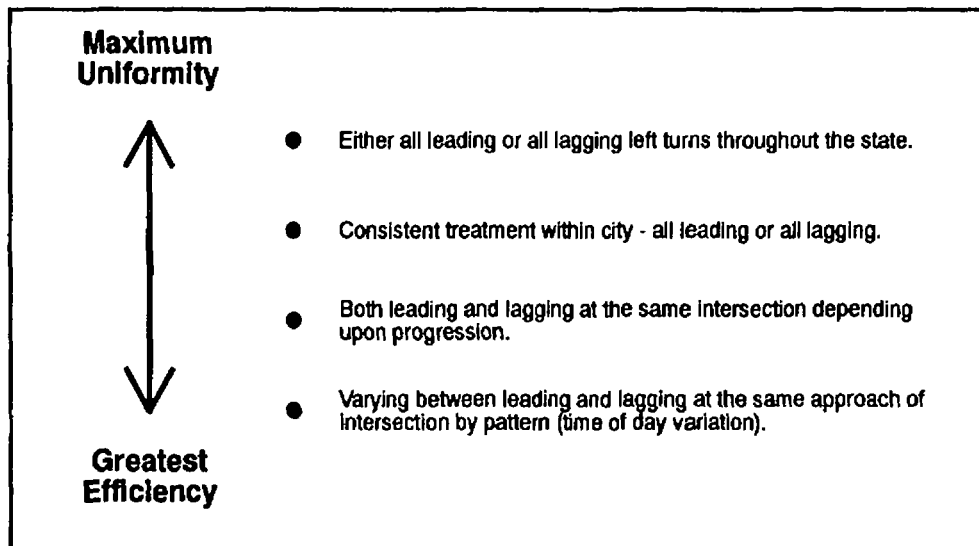 Maximum
Uniformity
● Either all leading or all lagging left turns throughout the state.
● Consistent treatment within city - all leading or all lagging.
● Both leading and lagging at the same intersection depending
upon progression.
● Varying between leading and lagging at the same approach of
intersection by pattern (time of day variation).
Greatest
Efficiency